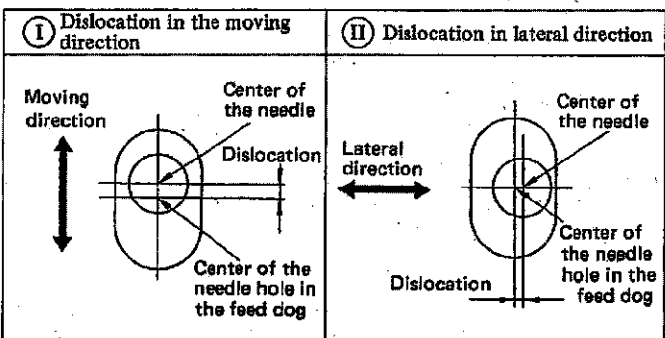 I Dislocation in the moving
direction
II Dislocation in lateral direction
Moving
direction
Center of
the needle
Dislocation
Center of the
needle hole in
the feed dog
Lateral
direction
Center of
the needle
Center of
the needle
hole in the
feed dog
Dislocation